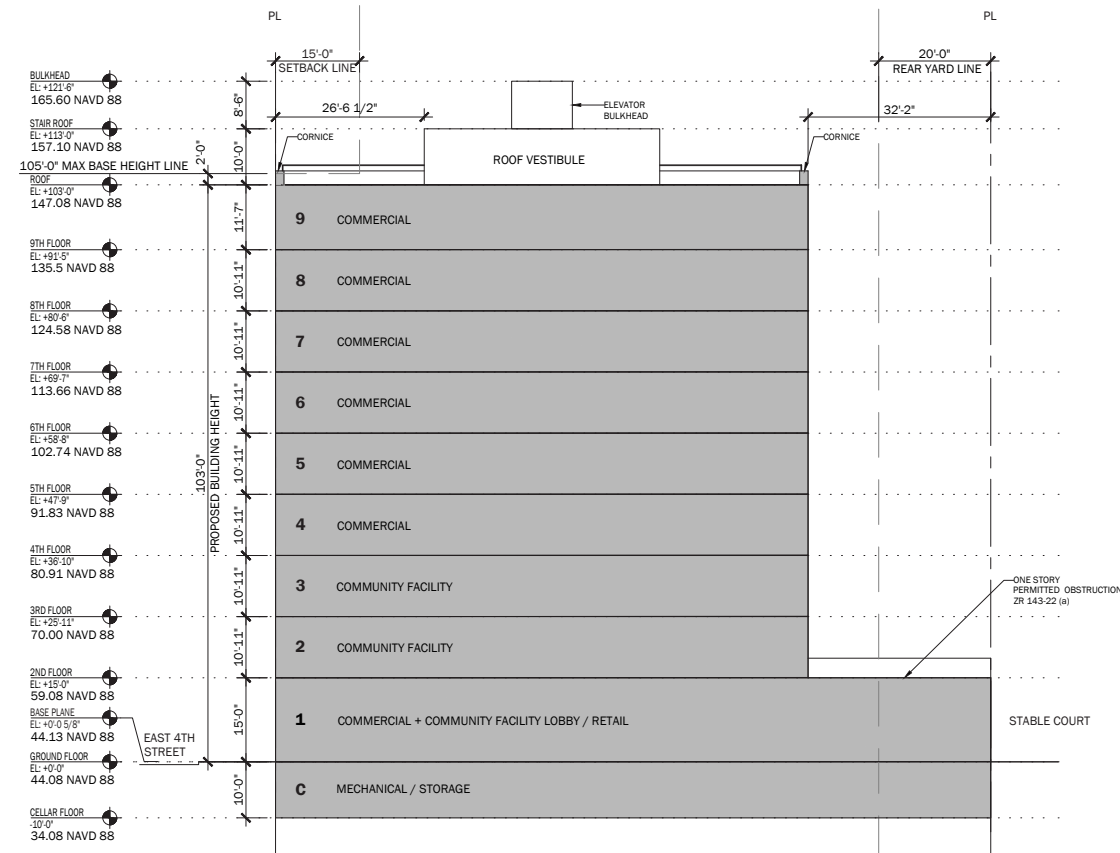 PL
PL
15'-0"
SETBACK LINE
20'-0"
REAR YARD LINE
BULKHEAD
EL: +121'-6"
165.60 NAVD 88
8'-6"
26'-6 1/2"
ELEVATOR
BULKHEAD
32'-2"
STAIR ROOF
EL: +113'-0"
157.10 NAVD 88
CORNICE
CORNICE
2'-0"
10'-0"
ROOF VESTIBULE
105'-0" MAX BASE HEIGHT LINE
ROOF
EL: +103'-0"
147.08 NAVD 88
11'-7"
9 COMMERCIAL
9TH FLOOR
EL: +91'-5"
135.5 NAVD 88
10'-11"
8 COMMERCIAL
8TH FLOOR
EL: +80'-6"
124.58 NAVD 88
10'-11"
7 COMMERCIAL
7TH FLOOR
EL: +69'-7"
113.66 NAVD 88
10'-11"
6 COMMERCIAL
6TH FLOOR
EL: +58'-8"
102.74 NAVD 88
103'-0"
PROPOSED BUILDING HEIGHT
10'-11"
5 COMMERCIAL
5TH FLOOR
EL: +47'-9"
91.83 NAVD 88
10'-11"
4 COMMERCIAL
4TH FLOOR
EL: +36'-10"
80.91 NAVD 88
10'-11"
3 COMMUNITY FACILITY
ONE STORY
PERMITTED OBSTRUCTION
ZR 143-22 (a)
3RD FLOOR
EL: +25'-11"
70.00 NAVD 88
10'-11"
2 COMMUNITY FACILITY
2ND FLOOR
EL: +15'-0"
59.08 NAVD 88
BASE PLANE
EL: +0'-0 5/8"
44.13 NAVD 88
15'-0"
1 COMMERCIAL + COMMUNITY FACILITY LOBBY / RETAIL
STABLE COURT
EAST 4TH
STREET
GROUND FLOOR
EL: +0'-0"
44.08 NAVD 88
10'-0"
C MECHANICAL / STORAGE
CELLAR FLOOR
-10'-0"
34.08 NAVD 88